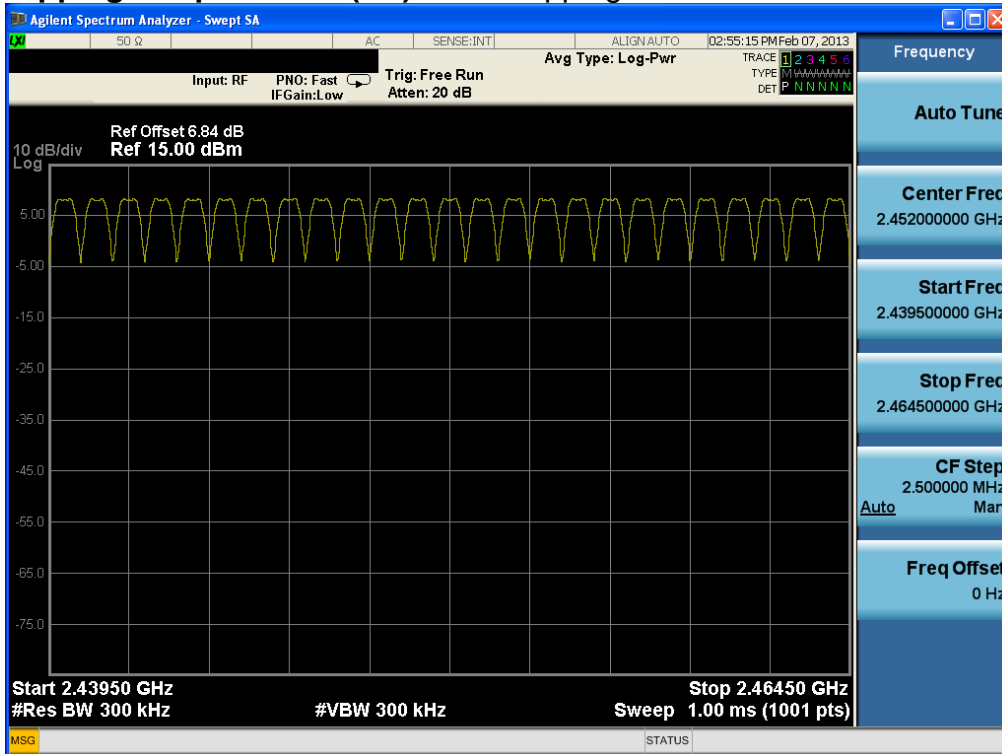 Agilent Spectrum Analyzer - Swept SA
LXI 50 Ω AC SENSE:INT ALIGN AUTO 02:55:15 PM Feb 07, 2013
Avg Type: Log-Pwr
TRACE 1 2 3 4 5 6
TYPE M W W W W W
DET P N N N N N
Input: RF
PNO: Fast
IFGain:Low
Trig: Free Run
Atten: 20 dB
Ref Offset 6.84 dB
10 dB/div Ref 15.00 dBm
Log
5.00
-5.00
-15.0
-25.0
-35.0
-45.0
-55.0
-65.0
-75.0
Start 2.43950 GHz Stop 2.46450 GHz
#Res BW 300 kHz #VBW 300 kHz Sweep 1.00 ms (1001 pts)
MSG STATUS
Frequency
Auto Tune
Center Freq
2.452000000 GHz
Start Freq
2.439500000 GHz
Stop Freq
2.464500000 GHz
CF Step
2.500000 MHz
Auto Man
Freq Offset
0 Hz